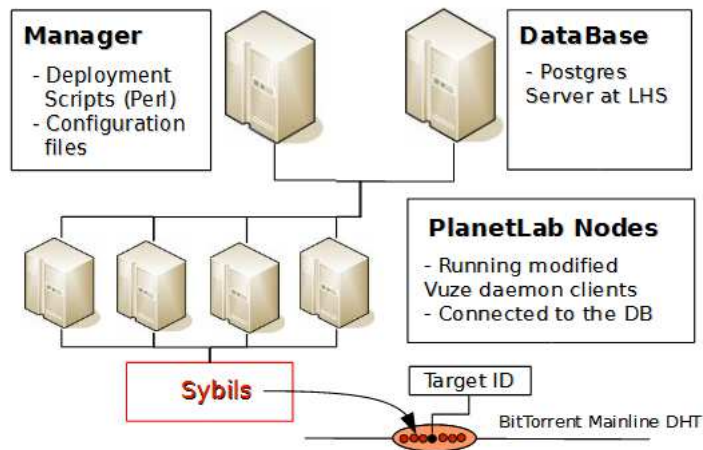 Manager
- Deployment
Scripts (Perl)
- Configuration
files
DataBase
- Postgres
Server at LHS
PlanetLab Nodes
- Running modified
Vuze daemon clients
- Connected to the DB
Sybils
Target ID
BitTorrent Mainline DHT